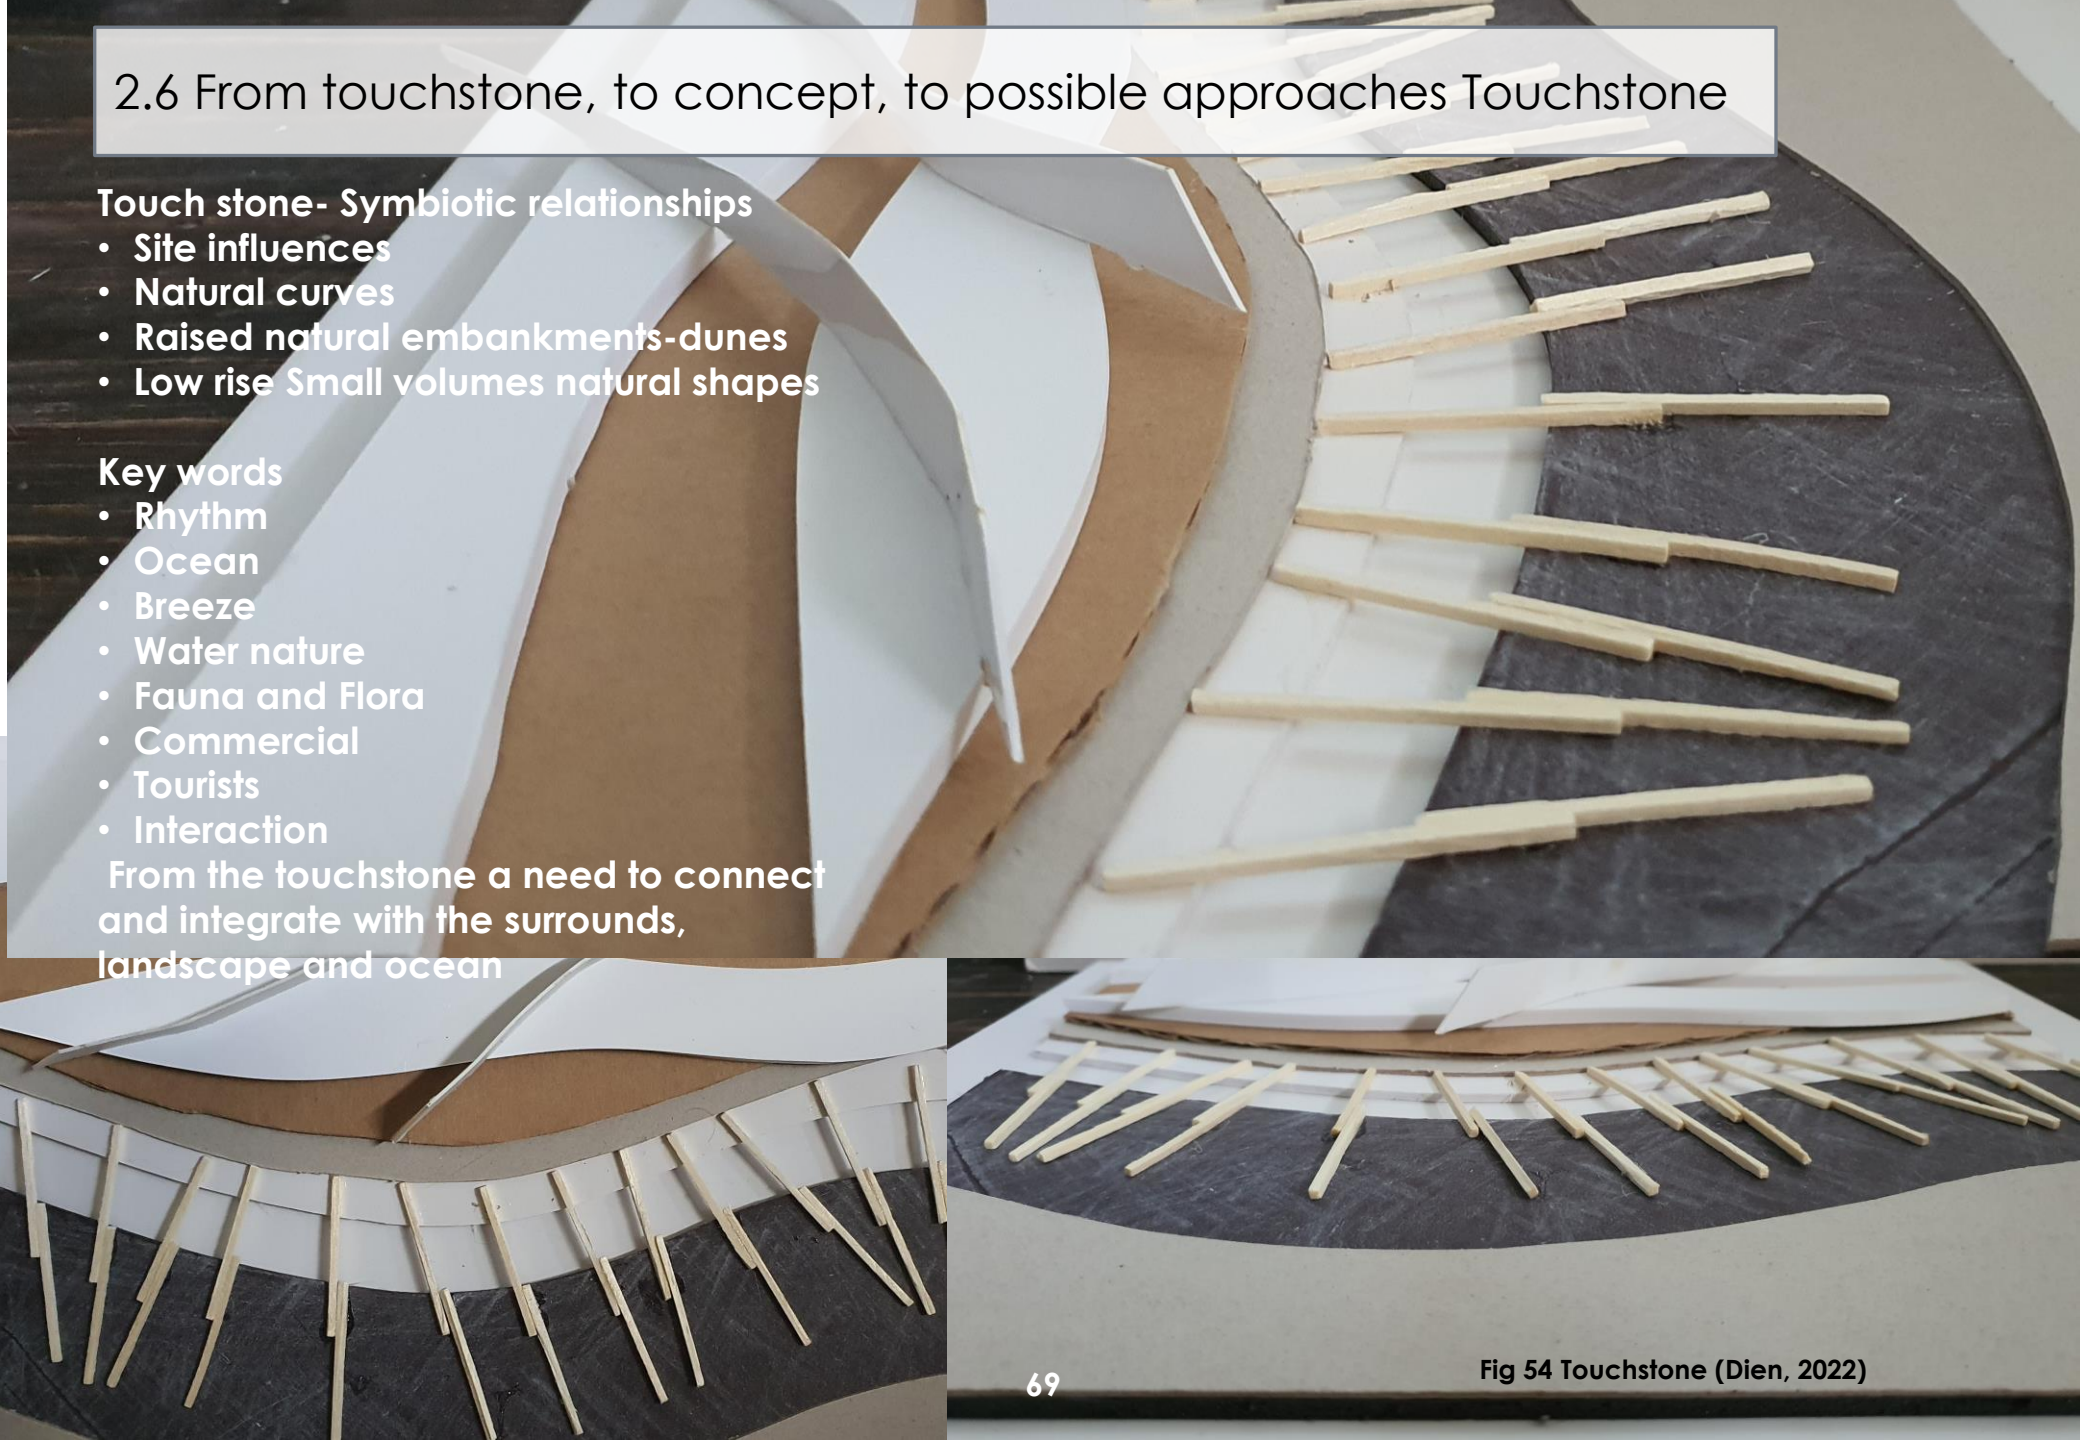 2.6 From touchstone, to concept, to possible approaches Touchstone
Touch stone- Symbiotic relationships
• Site influences
• Natural curves
• Raised natural embankments-dunes
• Low rise Small volumes natural shapes
Key words
• Rhythm
• Ocean
• Breeze
• Water nature
• Fauna and Flora
• Commercial
• Tourists
• Interaction
From the touchstone a need to connect
and integrate with the surrounds,
landscape and ocean
69
Fig 54 Touchstone (Dien, 2022)